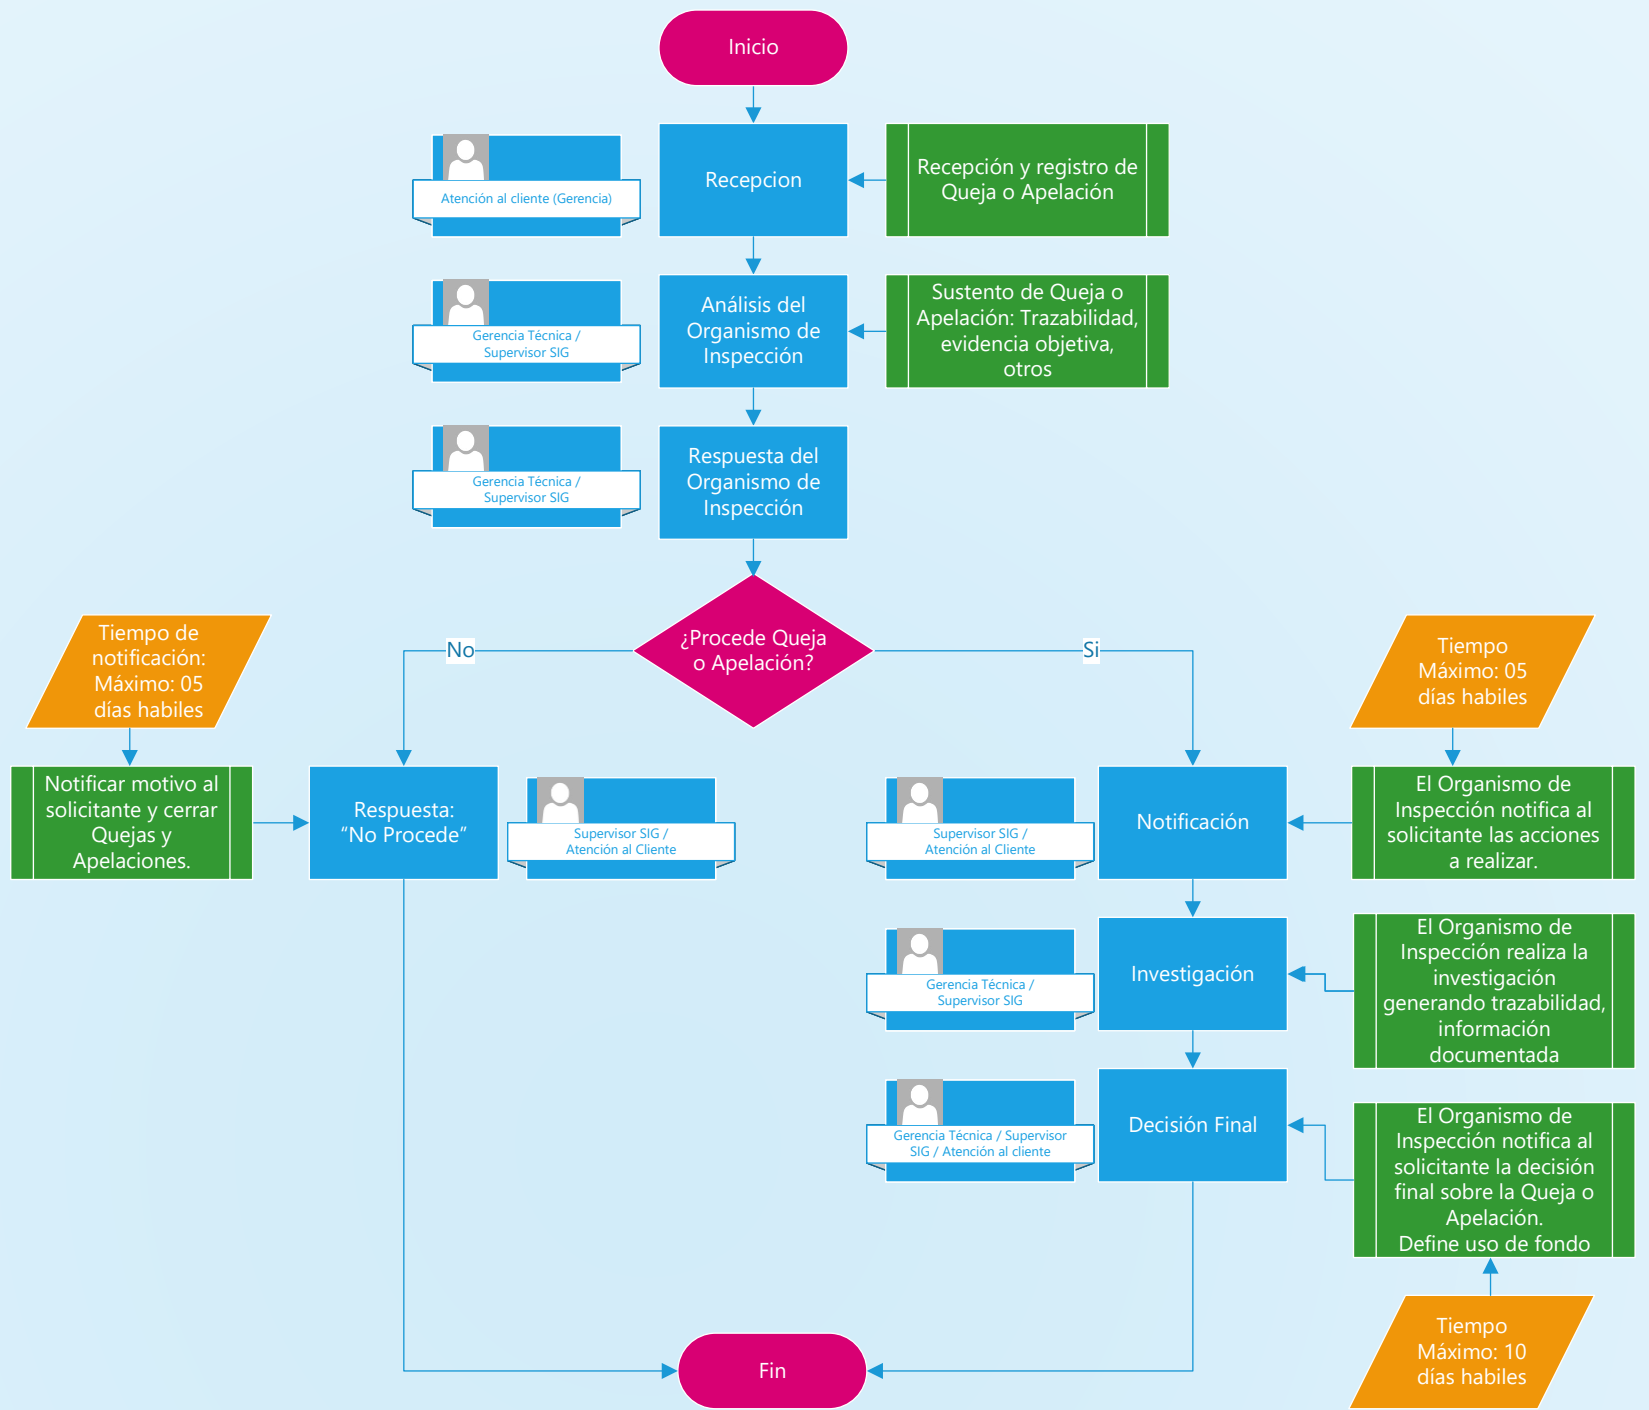 Inicio
Atención al cliente (Gerencia)
Recepcion
Recepción y registro de
Queja o Apelación
Gerencia Técnica /
Supervisor SIG
Análisis del
Organismo de
Inspección
Sustento de Queja o
Apelación: Trazabilidad,
evidencia objetiva,
otros
Gerencia Técnica /
Supervisor SIG
Respuesta del
Organismo de
Inspección
¿Procede Queja
o Apelación?
No
Si
Tiempo de
notificación:
Máximo: 05
días habiles
Tiempo
Máximo: 05
días habiles
Notificar motivo al
solicitante y cerrar
Quejas y
Apelaciones.
Respuesta:
“No Procede“
Supervisor SIG /
Atención al Cliente
Supervisor SIG /
Atención al Cliente
Notificación
El Organismo de
Inspección notifica al
solicitante las acciones
a realizar.
Gerencia Técnica /
Supervisor SIG
Investigación
El Organismo de
Inspección realiza la
investigación
generando trazabilidad,
información
documentada
Gerencia Técnica / Supervisor
SIG / Atención al cliente
Decisión Final
El Organismo de
Inspección notifica al
solicitante la decisión
final sobre la Queja o
Apelación.
Define uso de fondo
Tiempo
Máximo: 10
días habiles
Fin